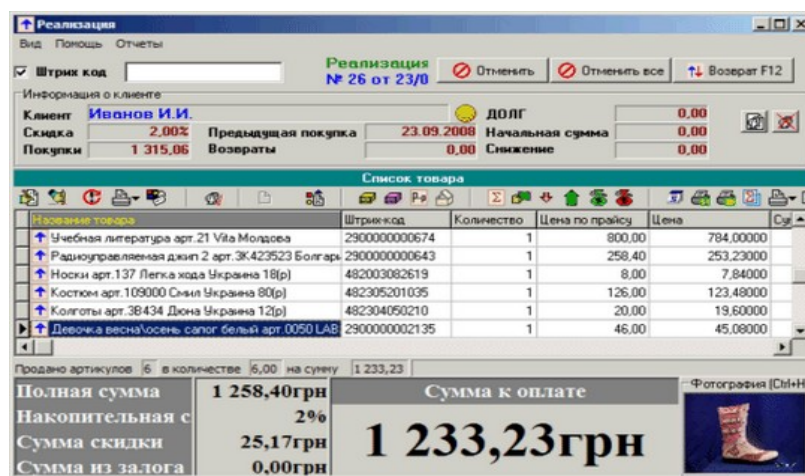 Реализация
Вид Помощь Отчеты
Штрих код
Реализация
№ 26 от 23/0
Отменить Отменить все Возврат F12
Информация о клиенте
Клиент Иванов И.И. ДОЛГ 0,00
Скидка 2,00% Предыдущая покупка 23.09.2008 Начальная сумма 0,00
Покупки 1 315,06 Возвраты 0,00 Снижение 0,00
Список товара
Название товара Штрих-код Количество Цена по прайсу Цена Су
Учебная литература арт.21 Vita Молдова 2900000000674 1 800,00 784,00000
Радиоуправляемая джип 2 арт.ЗК423523 Болгар 2900000000643 1 258,40 253,23000
Носки арт.137 Легка хода Украина 18(р) 482003082619 1 8,00 7,84000
Костюм арт.109000 Смил Украина 80(р) 482305201035 1 126,00 123,48000
Колготы арт.3В434 Дюна Украина 12(р) 482304050210 1 20,00 19,60000
Девочка весна\осень сапог белый арт.0050 LAB 2900000002135 1 46,00 45,08000
Продано артикулов 6 в количестве 6,00 на сумму 1 233,23
Полная сумма 1 258,40грн Сумма к оплате Фотография (Ctrl+H
Накопительная с 2%
Сумма скидки 25,17грн 1 233,23грн
Сумма из залога 0,00грн